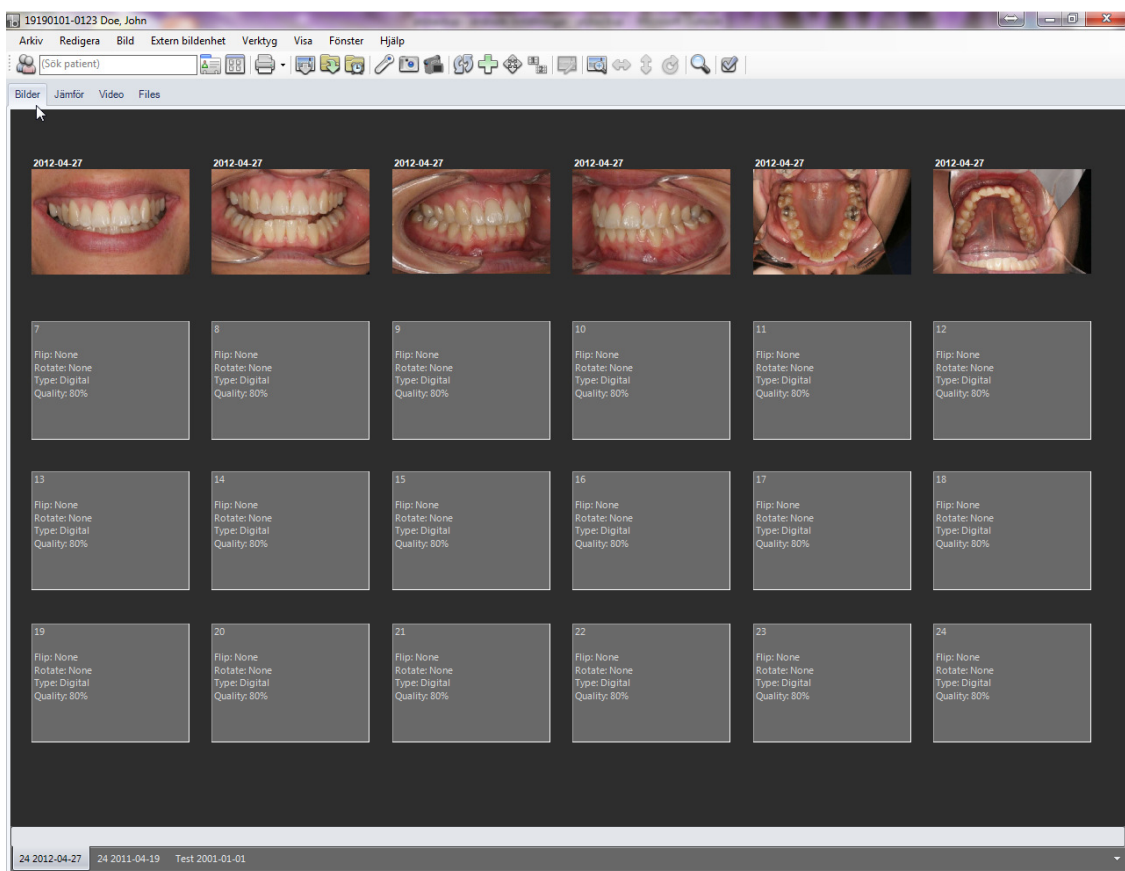 19190101-0123 Doe, John
Arkiv Redigera Bild Extern bildenhet Verktyg Visa Fönster Hjälp
(Sök patient)
Bilder Jämför Video Files
2012-04-27 2012-04-27 2012-04-27 2012-04-27 2012-04-27 2012-04-27
7 8 9 10 11 12
Flip: None Flip: None Flip: None Flip: None Flip: None Flip: None
Rotate: None Rotate: None Rotate: None Rotate: None Rotate: None Rotate: None
Type: Digital Type: Digital Type: Digital Type: Digital Type: Digital Type: Digital
Quality: 80% Quality: 80% Quality: 80% Quality: 80% Quality: 80% Quality: 80%
13 14 15 16 17 18
Flip: None Flip: None Flip: None Flip: None Flip: None Flip: None
Rotate: None Rotate: None Rotate: None Rotate: None Rotate: None Rotate: None
Type: Digital Type: Digital Type: Digital Type: Digital Type: Digital Type: Digital
Quality: 80% Quality: 80% Quality: 80% Quality: 80% Quality: 80% Quality: 80%
19 20 21 22 23 24
Flip: None Flip: None Flip: None Flip: None Flip: None Flip: None
Rotate: None Rotate: None Rotate: None Rotate: None Rotate: None Rotate: None
Type: Digital Type: Digital Type: Digital Type: Digital Type: Digital Type: Digital
Quality: 80% Quality: 80% Quality: 80% Quality: 80% Quality: 80% Quality: 80%
24 2012-04-27 24 2011-04-19 Test 2001-01-01